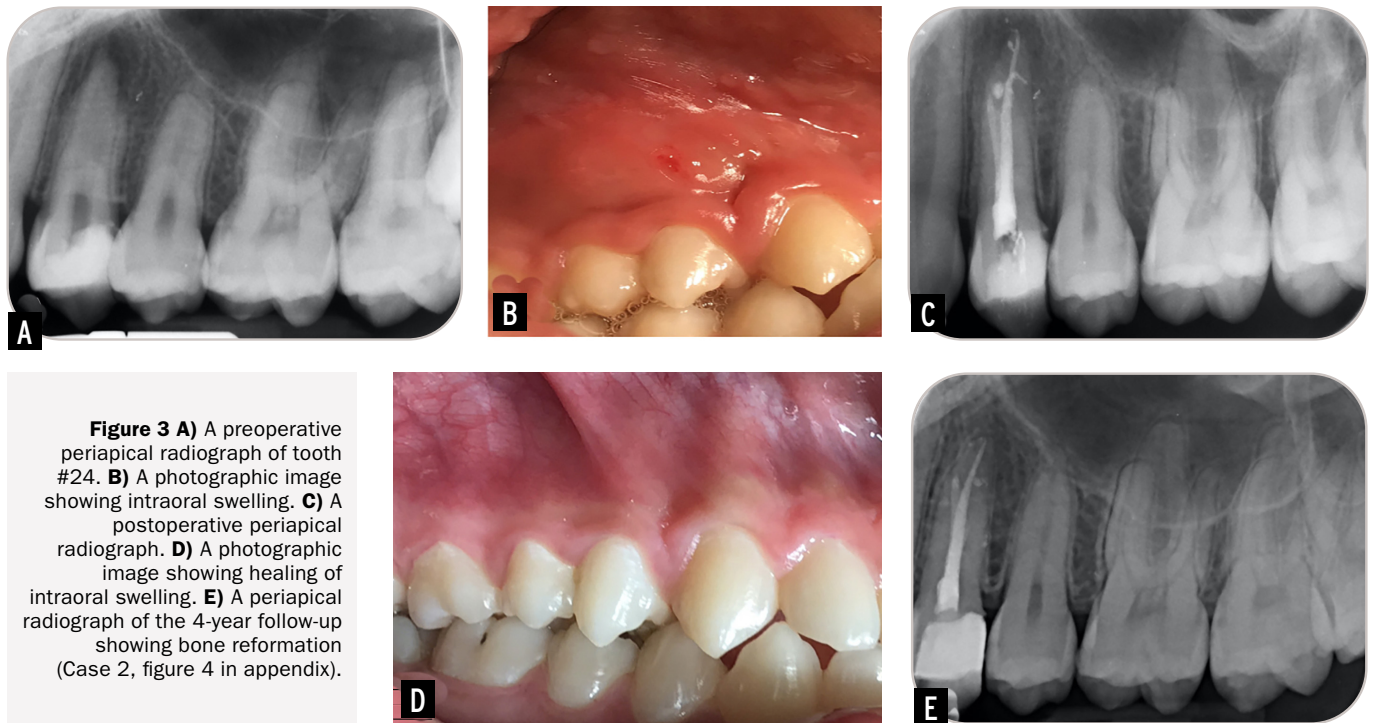 A
B
C
Figure 3 A) A preoperative
periapical radiograph of tooth
#24. B) A photographic image
showing intraoral swelling. C) A
postoperative periapical
radiograph. D) A photographic
image showing healing of
intraoral swelling. E) A periapical
radiograph of the 4-year follow-up
showing bone reformation
(Case 2, figure 4 in appendix).
D
E